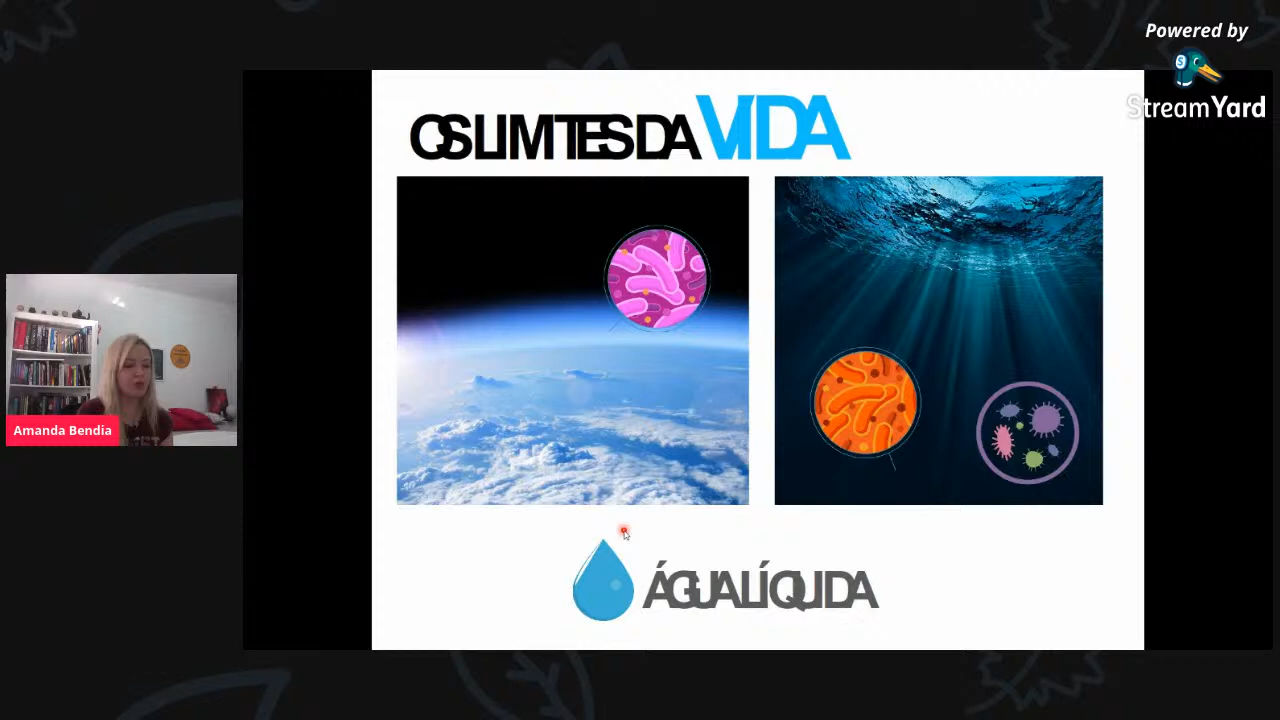 Powered by
StreamYard
OS LIMITES DA VIDA
Amanda Bendia
ÁGUA LÍQUIDA